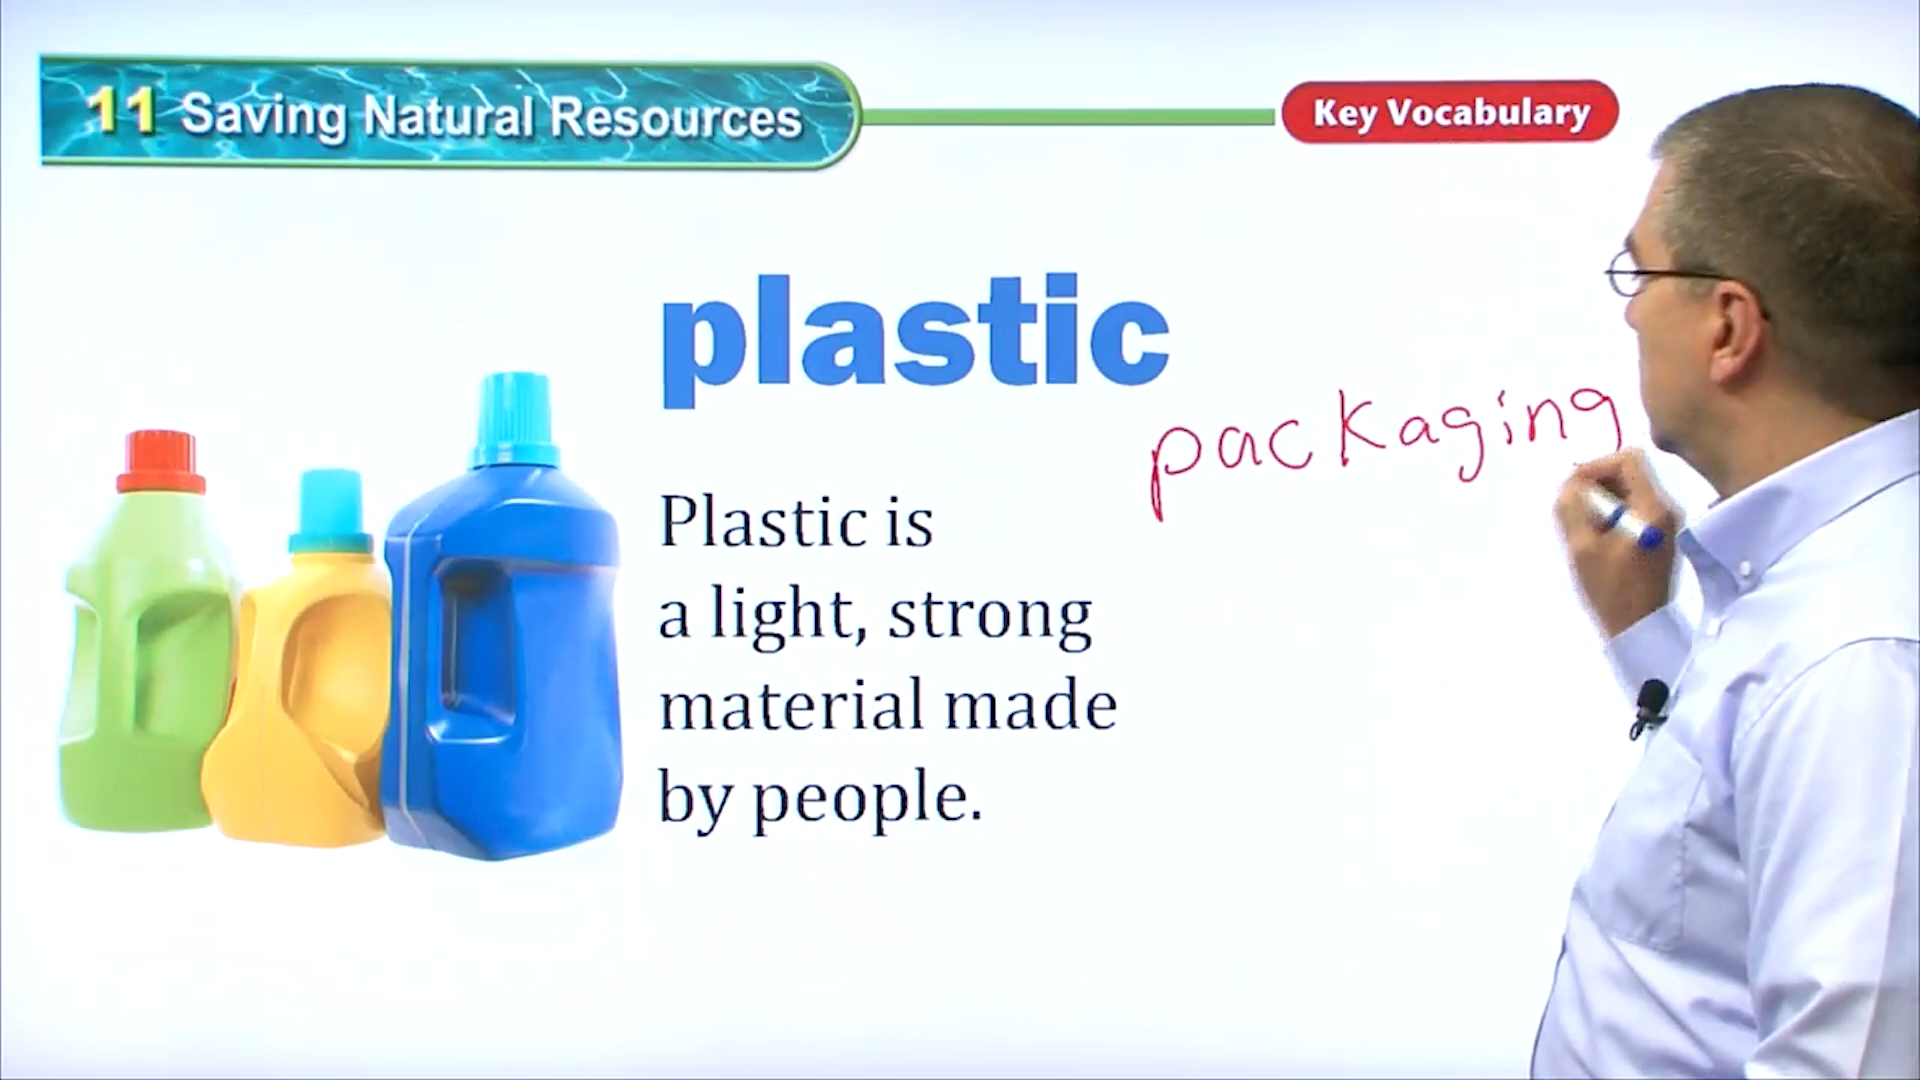 11 Saving Natural Resources
Key Vocabulary
plastic
packaging
Plastic is
a light, strong
material made
by people.